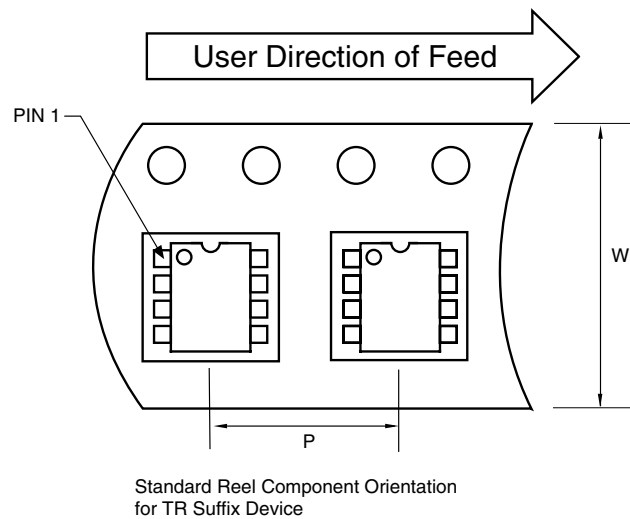 User Direction of Feed
PIN 1
W
P
Standard Reel Component Orientation
for TR Suffix Device